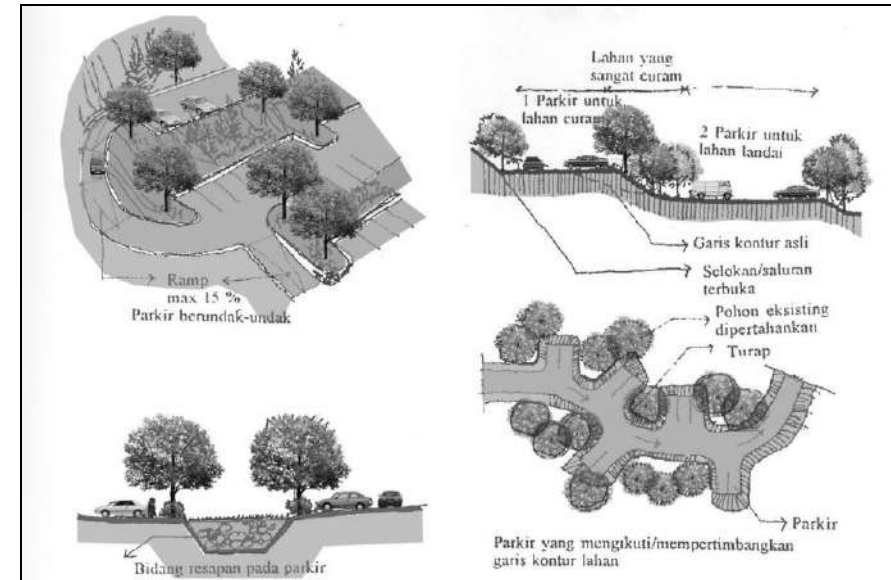 Ramp
max 15 %
Parkir berundak-undak
Lahan yang
sangat curam
1 Parkir untuk
lahan curam
2 Parkir untuk
lahan landai
Garis kontur asli
Selokan/saluran
terbuka
Pohon eksisting
dipertahankan
Turap
Parkir
Parkir yang mengikuti/mempertimbangkan
garis kontur lahan
Bidang resapan pada parkir